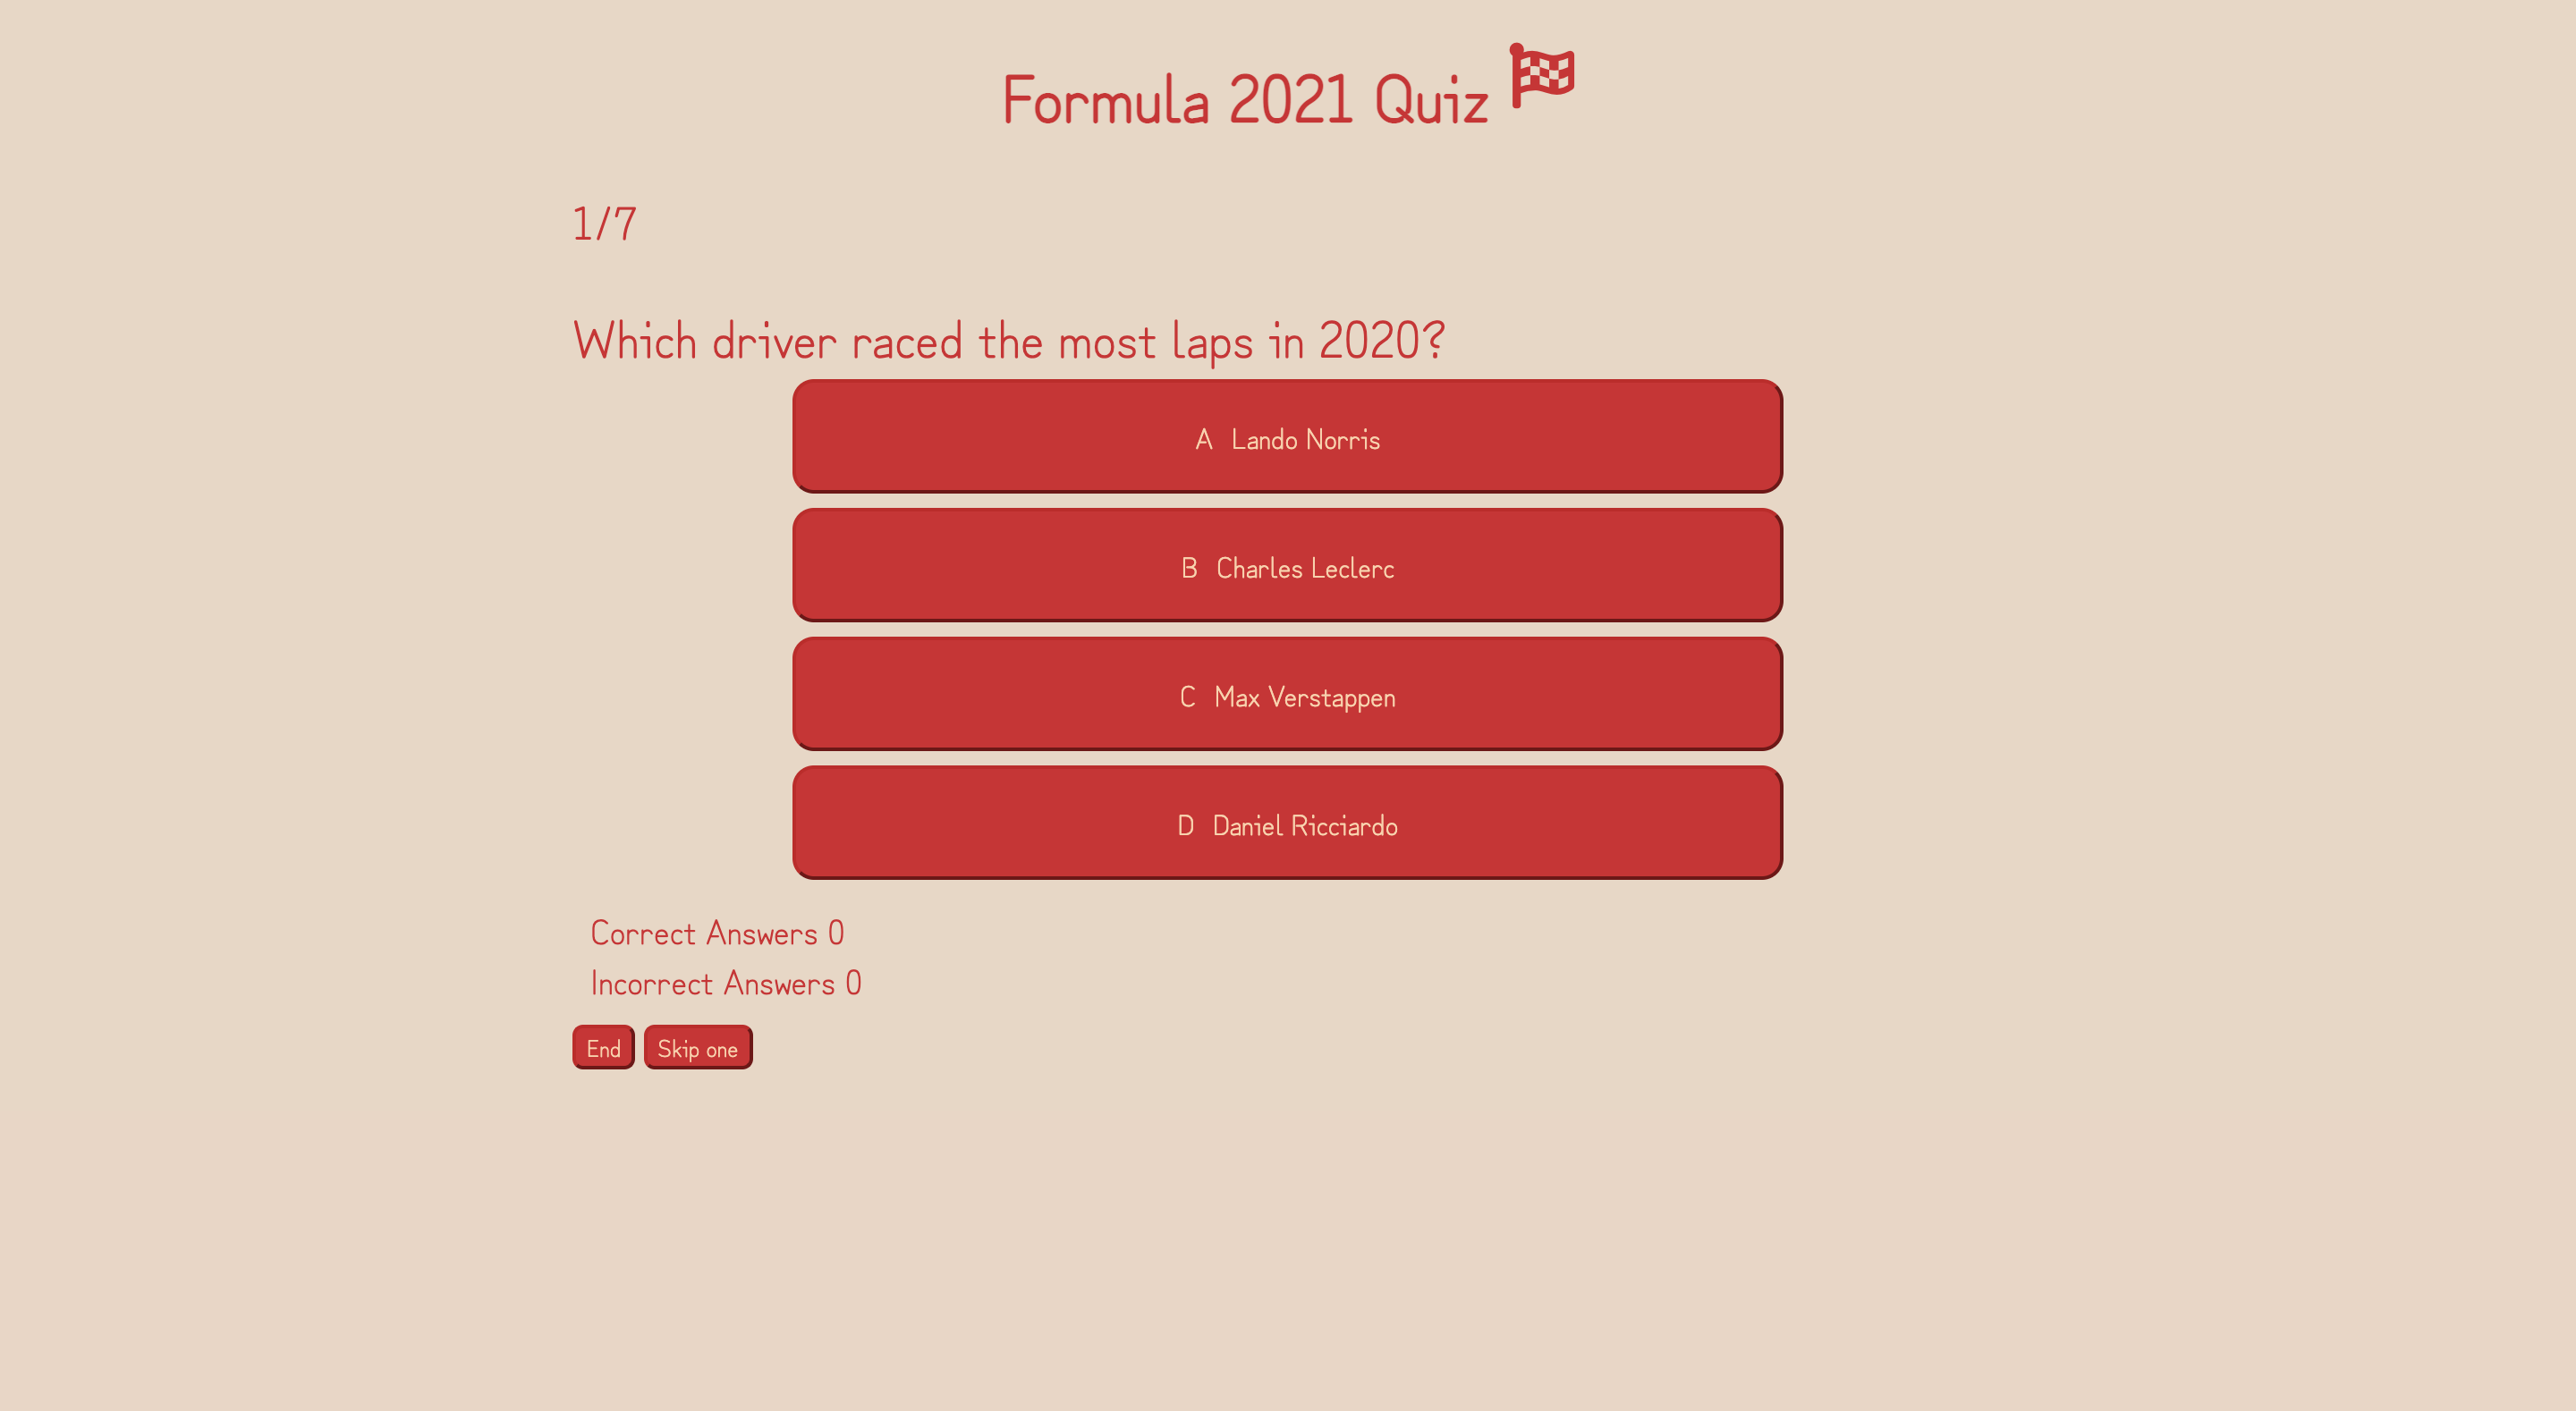 Formula 2021 Quiz
1/7
Which driver raced the most laps in 2020?
A Lando Norris
B Charles Leclerc
C Max Verstappen
D Daniel Ricciardo
Correct Answers 0
Incorrect Answers 0
End Skip one